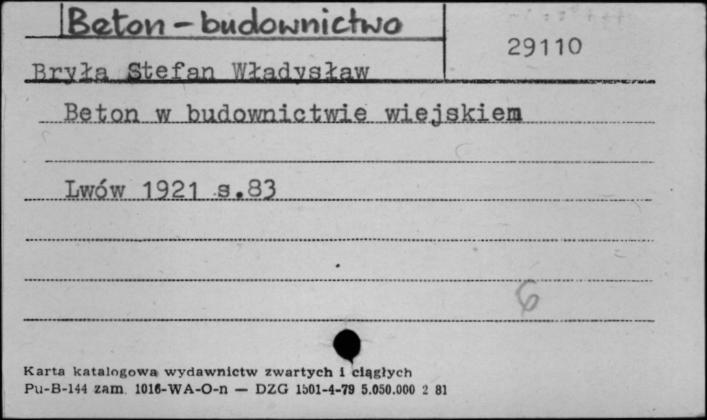 Beton - budownictwo
29110
Bryła Stefan Władysław
Beton w budownictwie wiejskiem
Lwów 1921 s.83
6
Karta katalogowa wydawnictw zwartych i ciągłych
Pu-B-144 zam. 1016-WA-O-n — DZG 1501-4-79 5.050.000 2 81